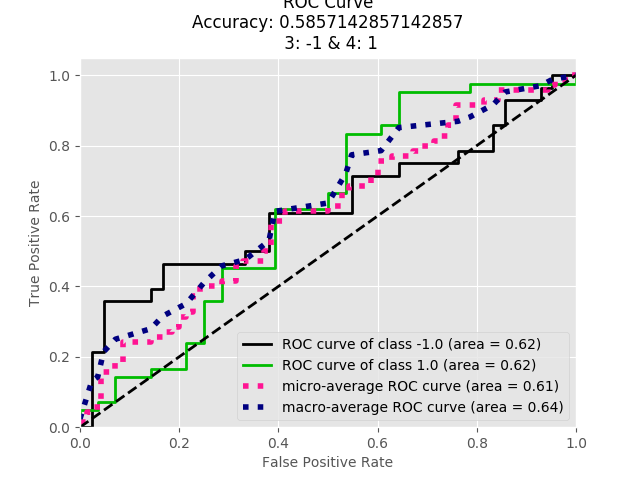 ROC Curve
Accuracy: 0.5857142857142857
3: -1 & 4: 1
1.0
0.8
0.6
0.4
0.2
0.0
True Positive Rate
ROC curve of class -1.0 (area = 0.62)
ROC curve of class 1.0 (area = 0.62)
micro-average ROC curve (area = 0.61)
macro-average ROC curve (area = 0.64)
0.0 0.2 0.4 0.6 0.8 1.0
False Positive Rate